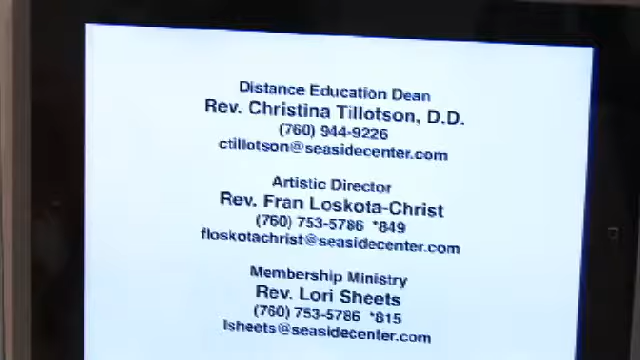 Distance Education Dean
Rev. Christina Tillotson, D.D.
(760) 944-9226
ctillotson@seasidecenter.com
Artistic Director
Rev. Fran Loskota-Christ
(760) 753-5786 *849
floskotachrist@seasidecenter.com
Membership Ministry
Rev. Lori Sheets
(760) 753-5786 *815
lsheets@seasidecenter.com